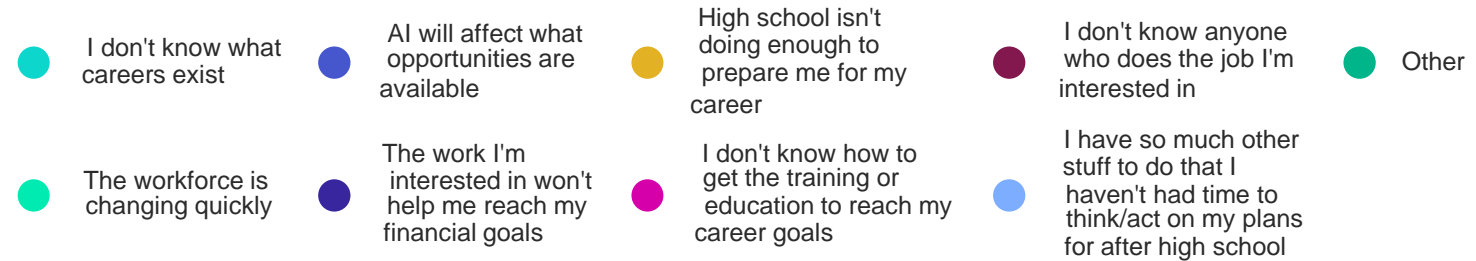 I don't know what
careers exist
AI will affect what
opportunities are
available
High school isn't
doing enough to
prepare me for my
career
I don't know anyone
who does the job I'm
interested in
Other
The workforce is
changing quickly
The work I'm
interested in won't
help me reach my
financial goals
I don't know how to
get the training or
education to reach my
career goals
I have so much other
stuff to do that I
haven't had time to
think/act on my plans
for after high school